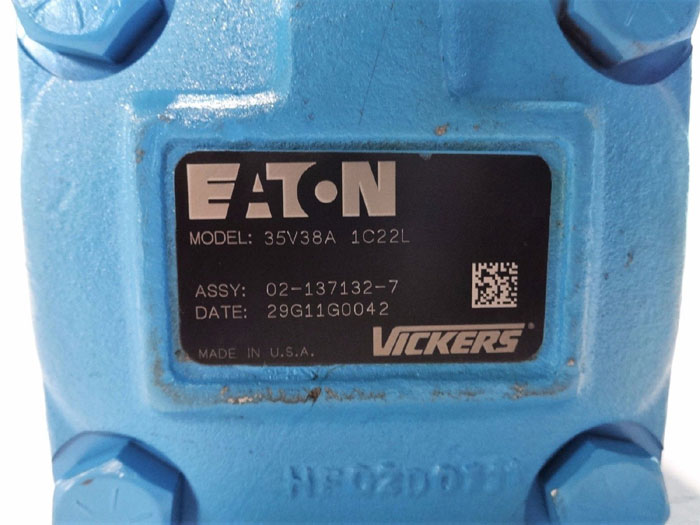 EATON
MODEL: 35V38A 1C22L
ASSY: 02-137132-7
DATE: 29G11G0042
MADE IN U.S.A.
VICKERS®